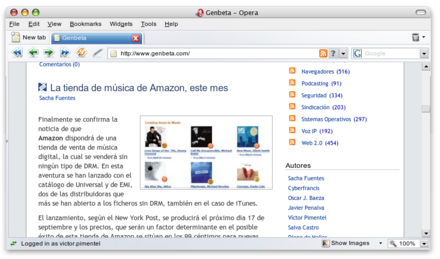 Genbeta - Opera
File Edit View Bookmarks Widgets Tools Help
New tab Genbeta
http://www.genbeta.com/
Google
Comentarios (0)
La tienda de música de Amazon, este mes
Sacha Fuentes
Finalmente se confirma la
noticia de que
Amazon dispondrá de una
tienda de venta de música
digital, la cual se venderá sin
ningún tipo de DRM. En esta
aventura se han lanzado con el
catálogo de Universal y de EMI,
dos de las distribuidoras que
más se han abierto a los ficheros sin DRM, también en el caso de iTunes.
El lanzamiento, según el New York Post, se producirá el próximo día 17 de
septiembre y los precios, que serán un factor determinante en el posible
éxito de esta tienda de Amazon se sitúan en los 99 céntimos para nuevas
Navegadores (516)
Podcasting (91)
Seguridad (334)
Sindicación (203)
Sistemas Operativos (297)
Voz IP (192)
Web 2.0 (454)
Autores
Sacha Fuentes
Cyberfrancis
Oscar J. Baeza
Javier Penalva
Victor Pimentel
Salva Castro
Logged in as victor.pimentel
Show Images
100%